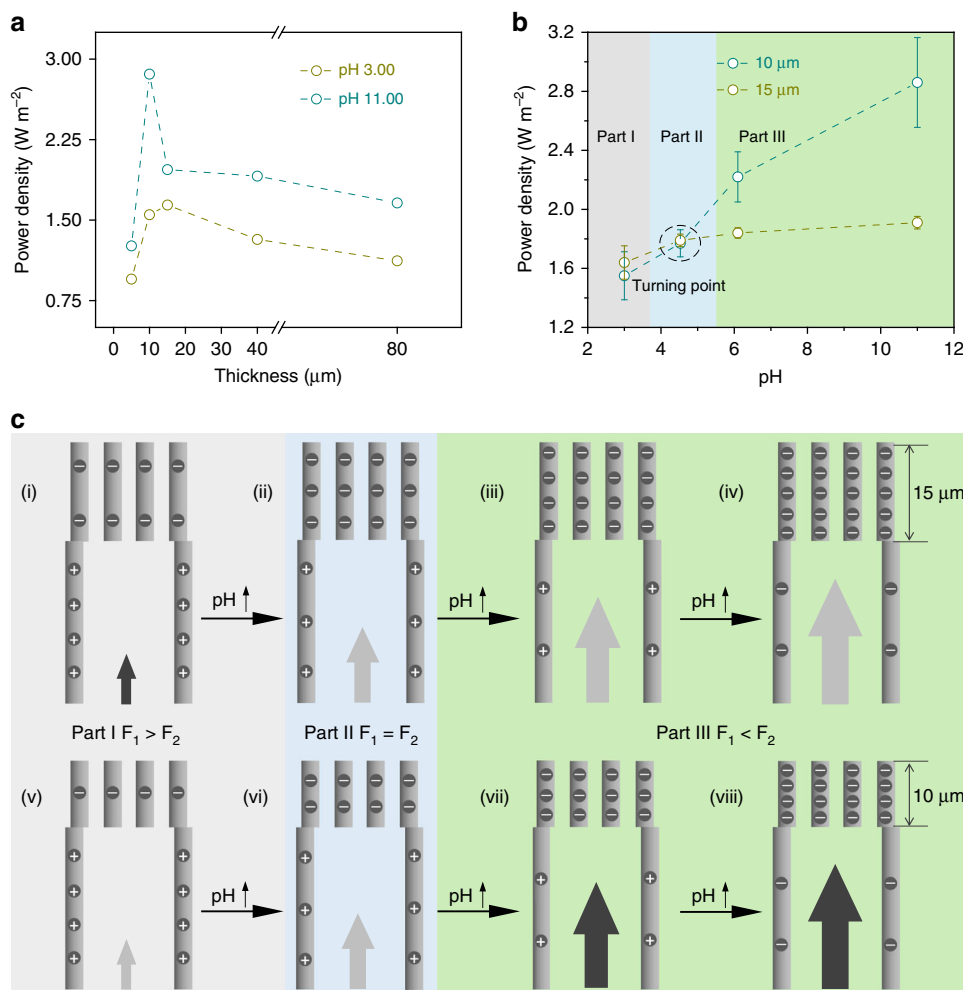 a
Power density (W m⁻²)
3.00
2.25
1.50
0.75
pH 3.00
pH 11.00
0 10 20 30 40 80
Thickness (μm)
b
Power density (W m⁻²)
3.2
2.8
2.4
2.0
1.6
1.2
10 μm
15 μm
Part I Part II Part III
Turning point
2 4 6 8 10 12
pH
c
(i) (ii) (iii) (iv)
15 μm
pH pH pH
Part I F₁ > F₂ Part II F₁ = F₂ Part III F₁ < F₂
(v) (vi) (vii) (viii)
10 μm
pH pH pH